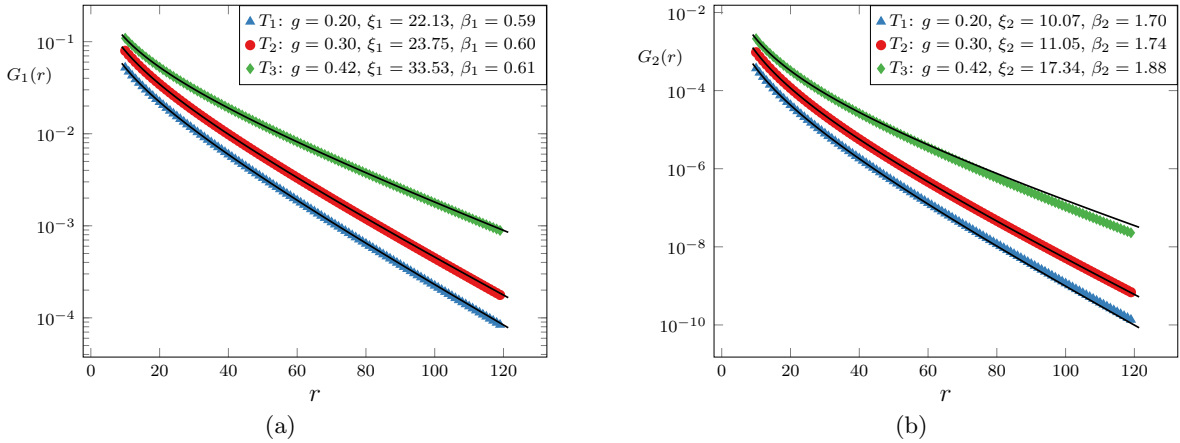 T₁: g = 0.20, ξ₁ = 22.13, β₁ = 0.59
T₂: g = 0.30, ξ₁ = 23.75, β₁ = 0.60
T₃: g = 0.42, ξ₁ = 33.53, β₁ = 0.61
G₁(r)
10⁻¹
10⁻²
10⁻³
10⁻⁴
0 20 40 60 80 100 120
r
(a)
T₁: g = 0.20, ξ₂ = 10.07, β₂ = 1.70
T₂: g = 0.30, ξ₂ = 11.05, β₂ = 1.74
T₃: g = 0.42, ξ₂ = 17.34, β₂ = 1.88
10⁻²
G₂(r)
10⁻⁴
10⁻⁶
10⁻⁸
10⁻¹⁰
0 20 40 60 80 100 120
r
(b)